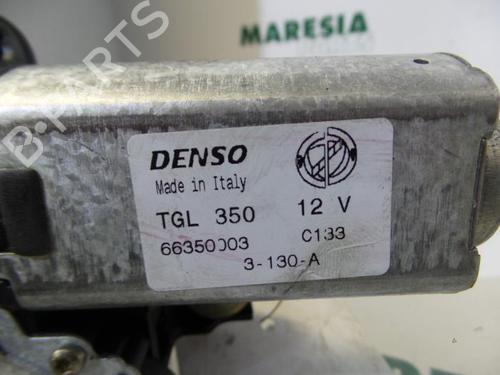 MARESIA
B-PARTS
DENSO
Made in Italy
TGL 350 12 V
66350003 C133
3-130-A